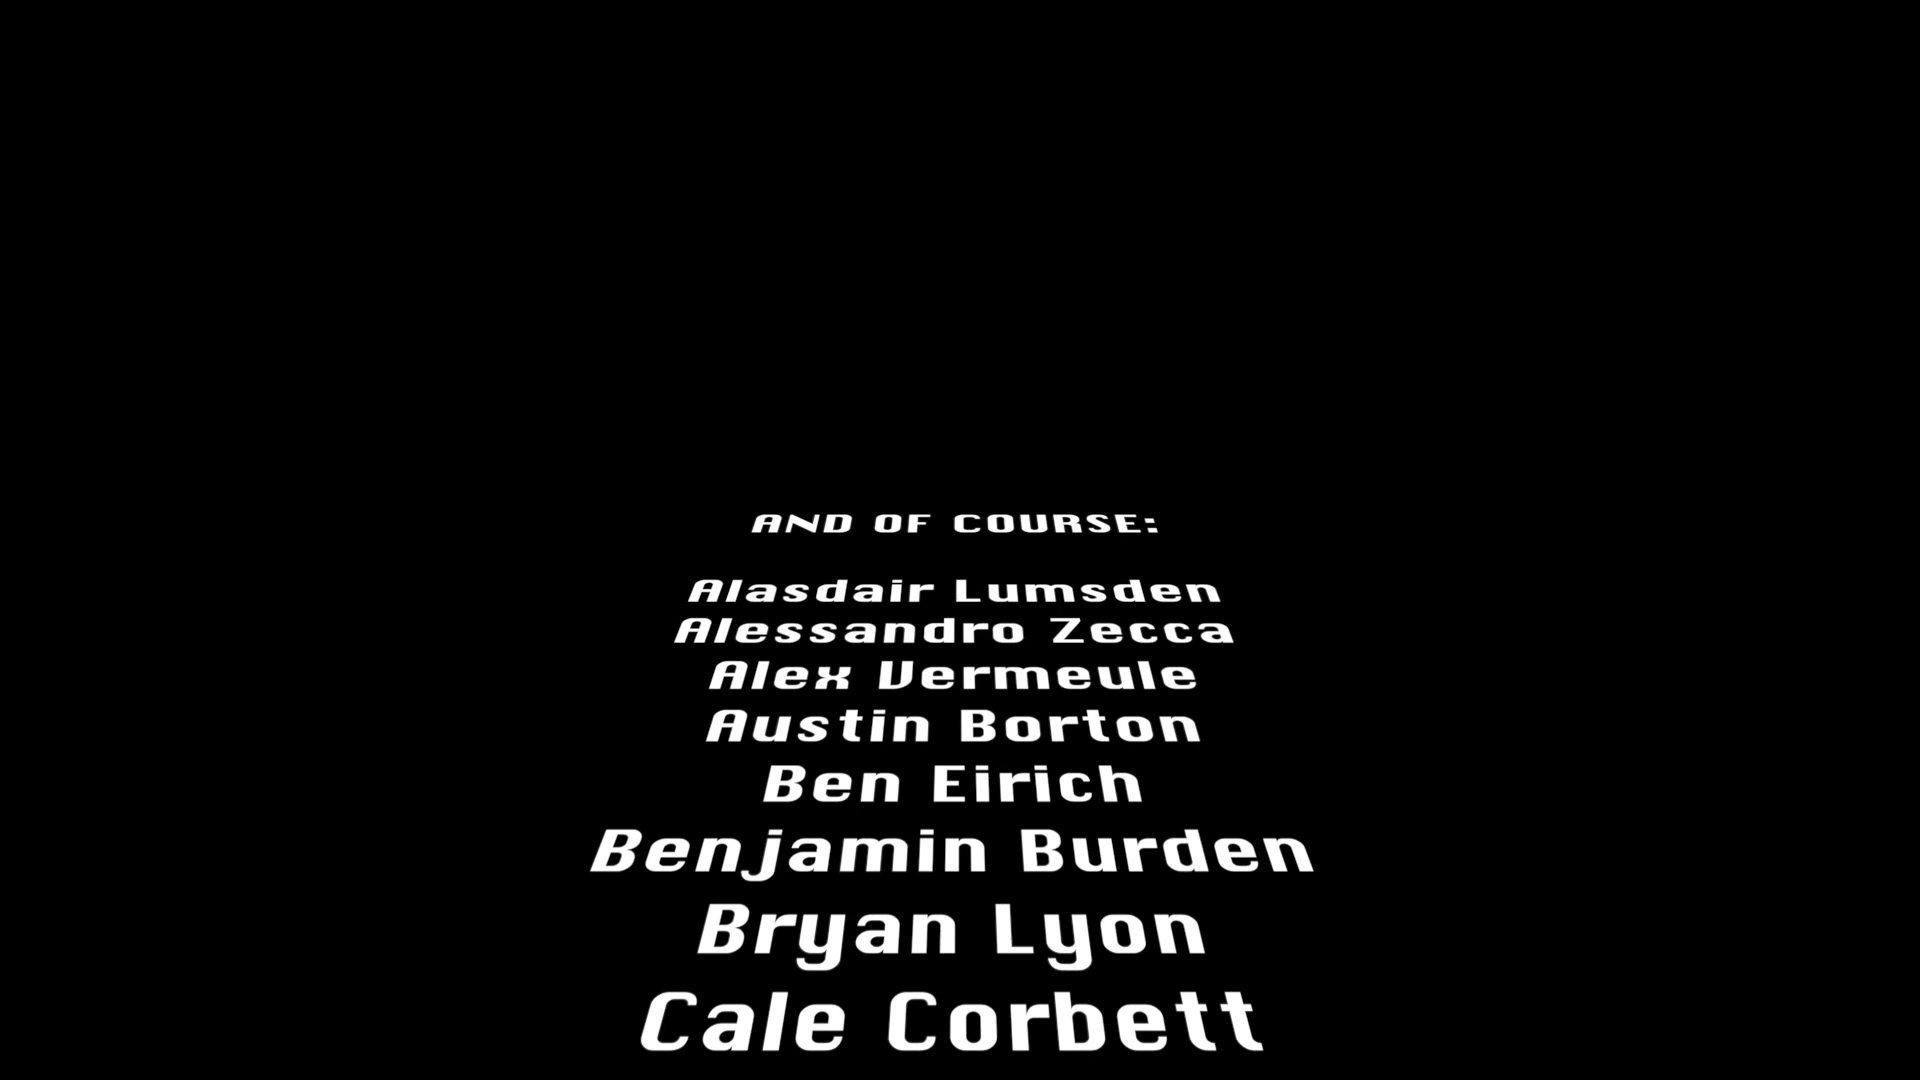 AND OF COURSE:
Alasdair Lumsden
Alessandro Zecca
Alex Vermeule
Austin Borton
Ben Eirich
Benjamin Burden
Bryan Lyon
Cale Corbett